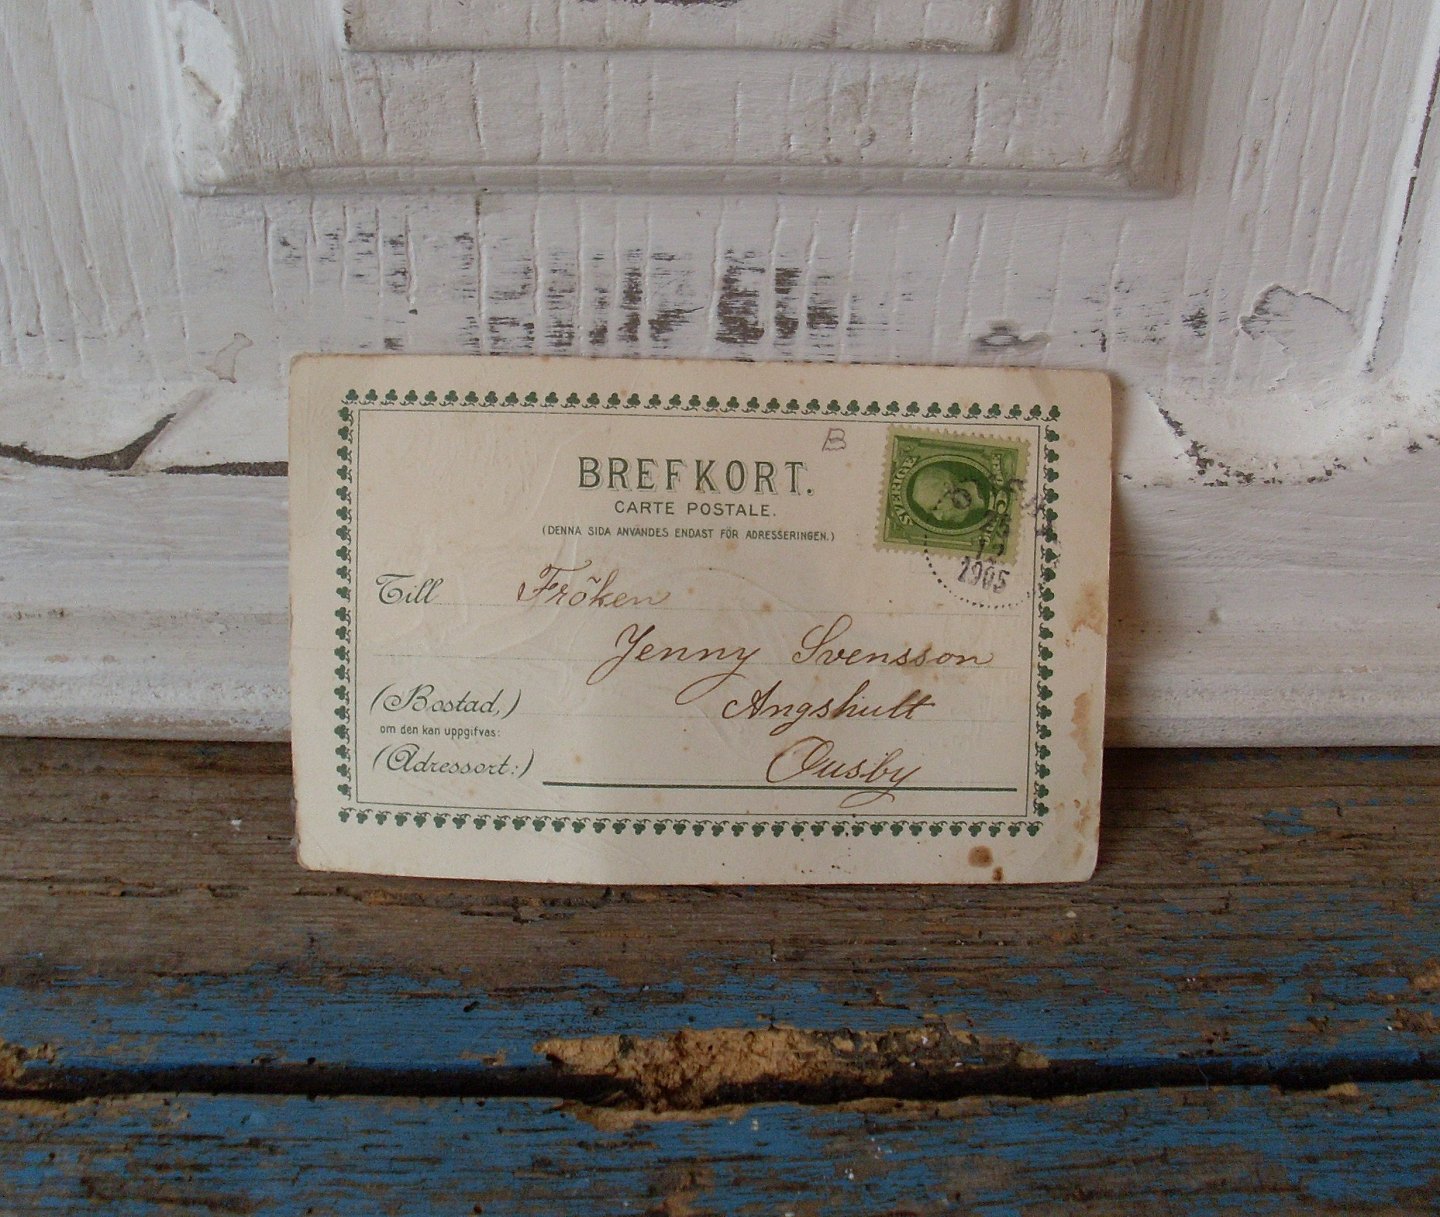 B
BREFKORT.
CARTE POSTALE.
(DENNA SIDA ANVÄNDES ENDAST FÖR ADRESSERINGEN.)
SVERIGE
1905
Till Fröken
Jenny Svensson
(Bostad,) Angshult
om den kan uppgifvas:
(Adressort:) Ousby